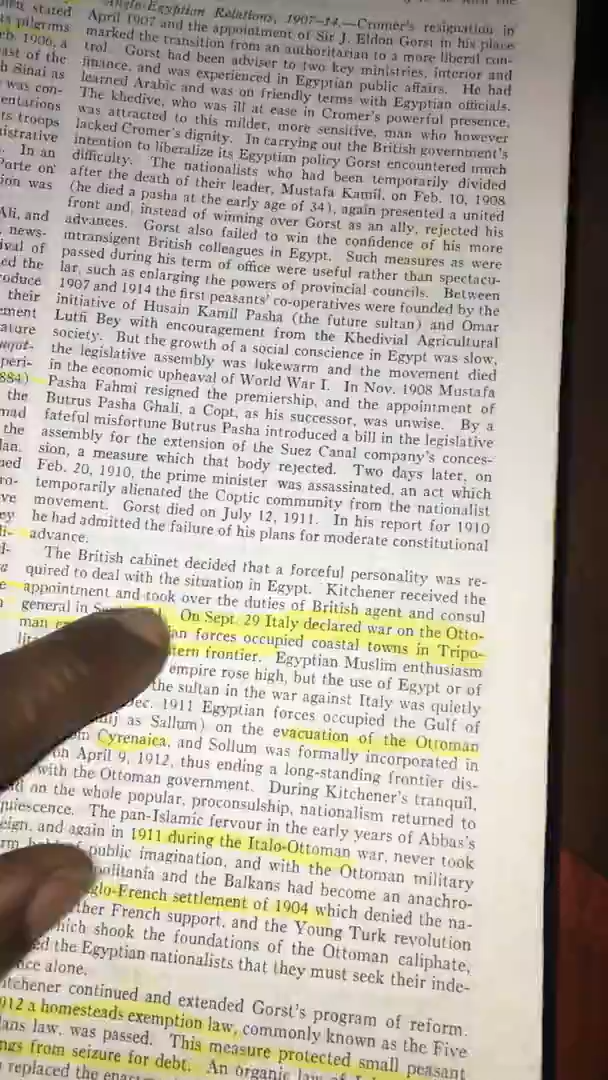 Anglo-Egyptian Relations, 1907–14.—Cromer's resignation in
April 1907 and the appointment of Sir J. Eldon Gorst in his place
marked the transition from an authoritarian to a more liberal con-
trol. Gorst had been adviser to two key ministries, interior and
finance, and was experienced in Egyptian public affairs. He had
learned Arabic and was on friendly terms with Egyptian officials.
The khedive, who was ill at ease in Cromer's powerful presence,
was attracted to this milder, more sensitive, man who however
lacked Cromer's dignity. In carrying out the British government's
intention to liberalize its Egyptian policy Gorst encountered much
difficulty. The nationalists who had been temporarily divided
after the death of their leader, Mustafa Kamil, on Feb. 10, 1908
(he died a pasha at the early age of 34), again presented a united
front and, instead of winning over Gorst as an ally, rejected his
advances. Gorst also failed to win the confidence of his more
intransigent British colleagues in Egypt. Such measures as were
passed during his term of office were useful rather than spectacu-
lar, such as enlarging the powers of provincial councils. Between
1907 and 1914 the first peasants' co-operatives were founded by the
initiative of Husain Kamil Pasha (the future sultan) and Omar
Lutfi Bey with encouragement from the Khedivial Agricultural
society. But the growth of a social conscience in Egypt was slow,
the legislative assembly was lukewarm and the movement died
in the economic upheaval of World War I. In Nov. 1908 Mustafa
Pasha Fahmi resigned the premiership, and the appointment of
Butrus Pasha Ghali, a Copt, as his successor, was unwise. By a
fateful misfortune Butrus Pasha introduced a bill in the legislative
assembly for the extension of the Suez Canal company's conces-
sion, a measure which that body rejected. Two days later, on
Feb. 20, 1910, the prime minister was assassinated, an act which
temporarily alienated the Coptic community from the nationalist
movement. Gorst died on July 12, 1911. In his report for 1910
he had admitted the failure of his plans for moderate constitutional
advance.
The British cabinet decided that a forceful personality was re-
quired to deal with the situation in Egypt. Kitchener received the
appointment and took over the duties of British agent and consul
general in On Sept. 29 Italy declared war on the Otto-
man forces occupied coastal towns in Tripo-
frontier. Egyptian Muslim enthusiasm
empire rose high, but the use of Egypt or of
the sultan in the war against Italy was quietly
Dec. 1911 Egyptian forces occupied the Gulf of
as Sallum) on the evacuation of the Ottoman
Cyrenaica, and Sollum was formally incorporated in
on April 9, 1912, thus ending a long-standing frontier dis-
with the Ottoman government. During Kitchener's tranquil,
on the whole popular, proconsulship, nationalism returned to
quiescence. The pan-Islamic fervour in the early years of Abbas's
reign, and again in 1911 during the Italo-Ottoman war, never took
public imagination, and with the Ottoman military
and the Balkans had become an anachro-
Anglo-French settlement of 1904 which denied the na-
French support, and the Young Turk revolution
which shook the foundations of the Ottoman caliphate,
the Egyptian nationalists that they must seek their inde-
alone.
Kitchener continued and extended Gorst's program of reform.
1912 a homesteads exemption law, commonly known as the Five
law, was passed. This measure protected small peasant
from seizure for debt. An organic law of
replaced the